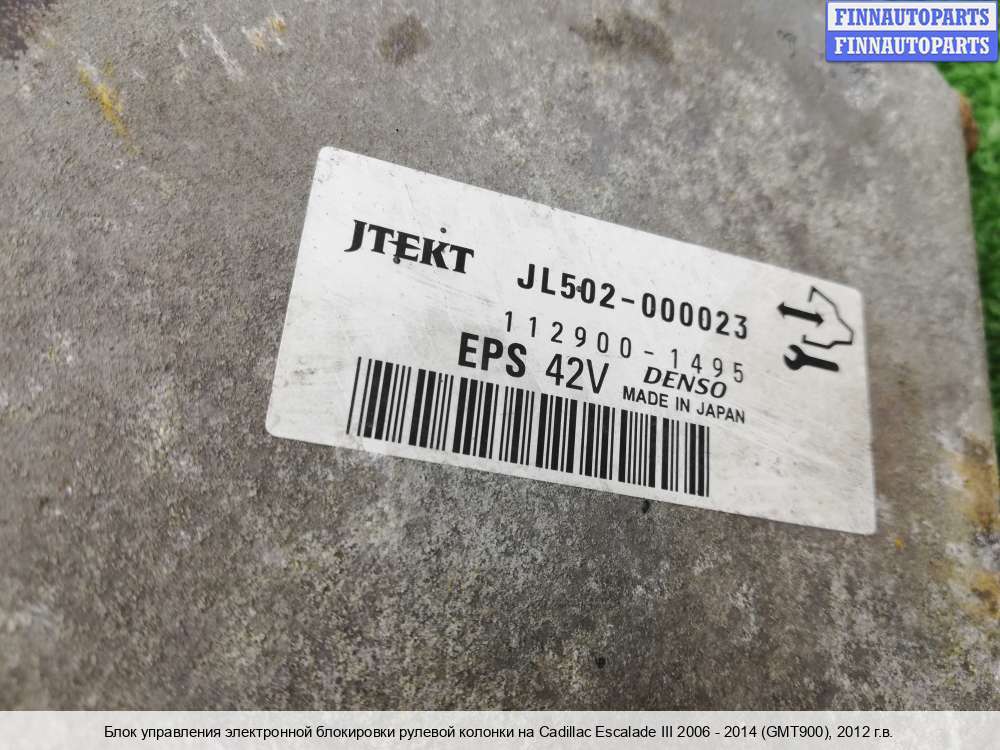 FINNAUTOPARTS
FINNAUTOPARTS
JTEKT JL502-000023
112900-1495
EPS 42V DENSO
MADE IN JAPAN
Блок управления электронной блокировки рулевой колонки на Cadillac Escalade III 2006 - 2014 (GMT900), 2012 г.в.